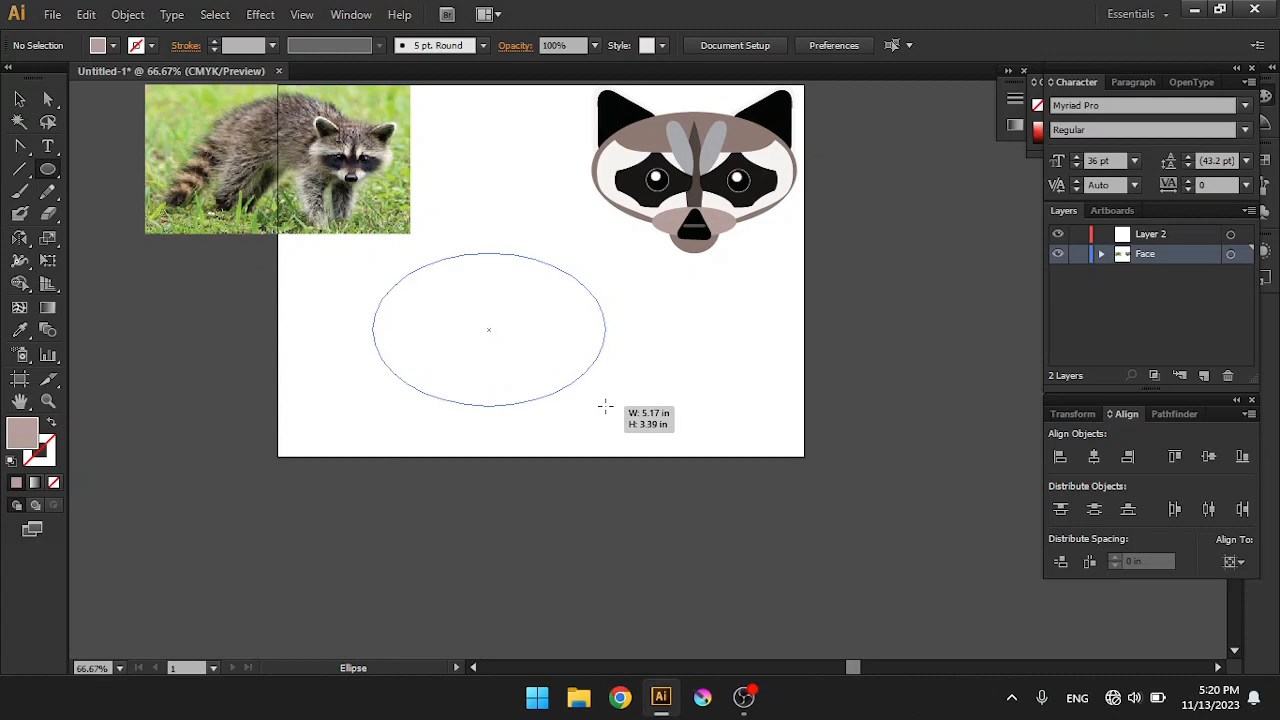 Ai File Edit Object Type Select Effect View Window Help Br Essentials
No Selection Stroke: 5 pt. Round Opacity: 100% Style: Document Setup Preferences
Untitled-1* @ 66.67% (CMYK/Preview)
Character Paragraph OpenType
Myriad Pro
Regular
36 pt (43.2 pt)
Auto 0
Layers Artboards
Layer 2
Face
2 Layers
Transform Align Pathfinder
Align Objects:
Distribute Objects:
Distribute Spacing: Align To:
0 in
W: 5.17 in
H: 3.39 in
66.67% 1 Ellipse
Ai ENG 5:20 PM
11/13/2023